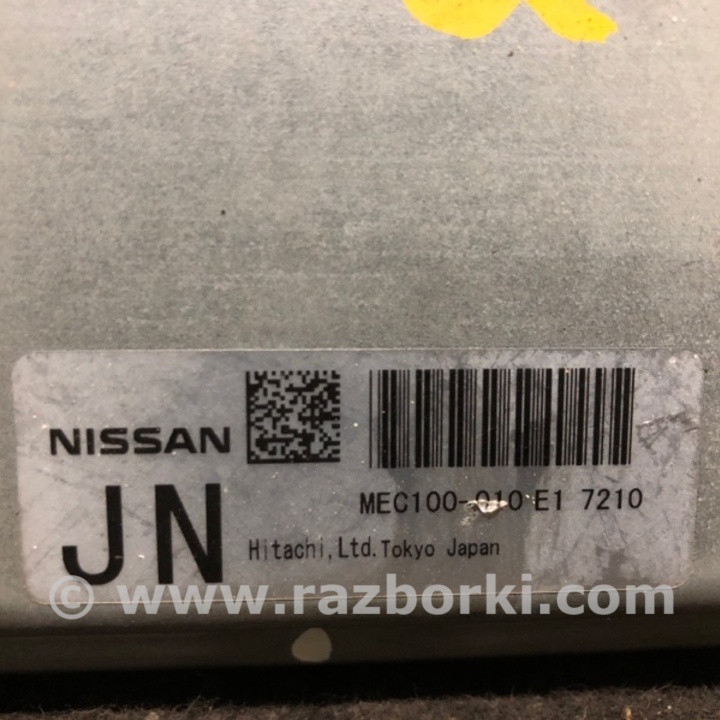 NISSAN
JN
MEC100-010 E1 7210
Hitachi,Ltd.Tokyo Japan
© www.razborki.com